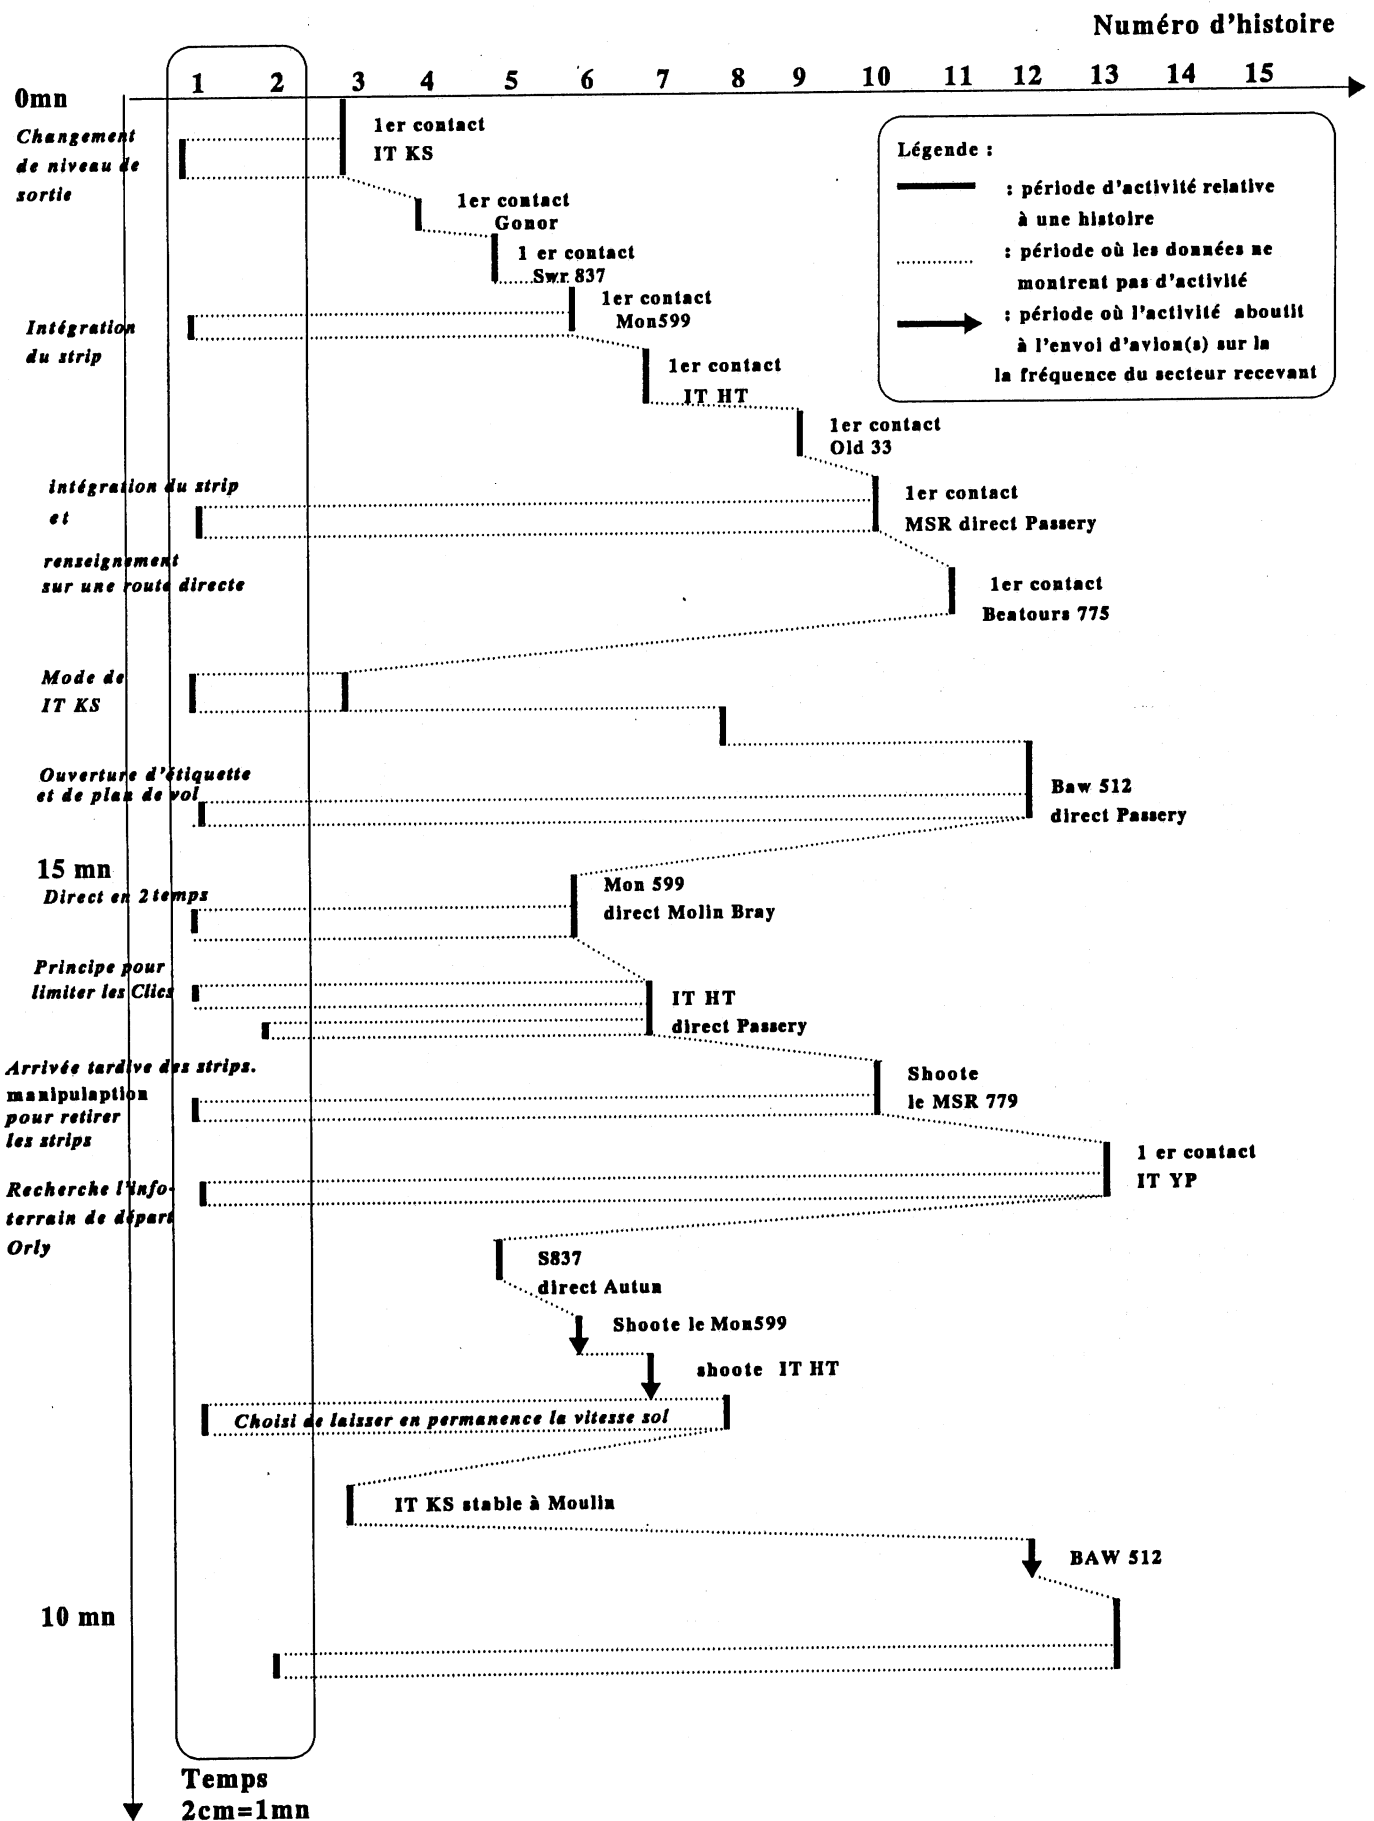 Numéro d'histoire
1 2 3 4 5 6 7 8 9 10 11 12 13 14 15
0mn
Changement
de niveau de
sortie
1er contact
IT KS
1er contact
Gonor
1 er contact
Swr 837
Légende :
: période d'activité relative
à une histoire
: période où les données ne
montrent pas d'activité
: période où l'activité aboutit
à l'envoi d'avion(s) sur la
la fréquence du secteur recevant
Intégration
du strip
1er contact
Mon599
1er contact
IT HT
1er contact
Old 33
intégration du strip
et
renseignement
sur une route directe
1er contact
MSR direct Passery
1er contact
Beatours 775
Mode de
IT KS
Ouverture d'étiquette
et de plan de vol
Baw 512
direct Passery
15 mn
Direct en 2 temps
Mon 599
direct Molin Bray
Principe pour
limiter les Clics
IT HT
direct Passery
Arrivée tardive des strips.
manipulaption
pour retirer
les strips
Shoote
le MSR 779
1 er contact
IT YP
Recherche l'info-
terrain de départ
Orly
S837
direct Autun
Shoote le Mon599
shoote IT HT
Choisi de laisser en permanence la vitesse sol
IT KS stable à Moulin
BAW 512
10 mn
Temps
2cm=1mn